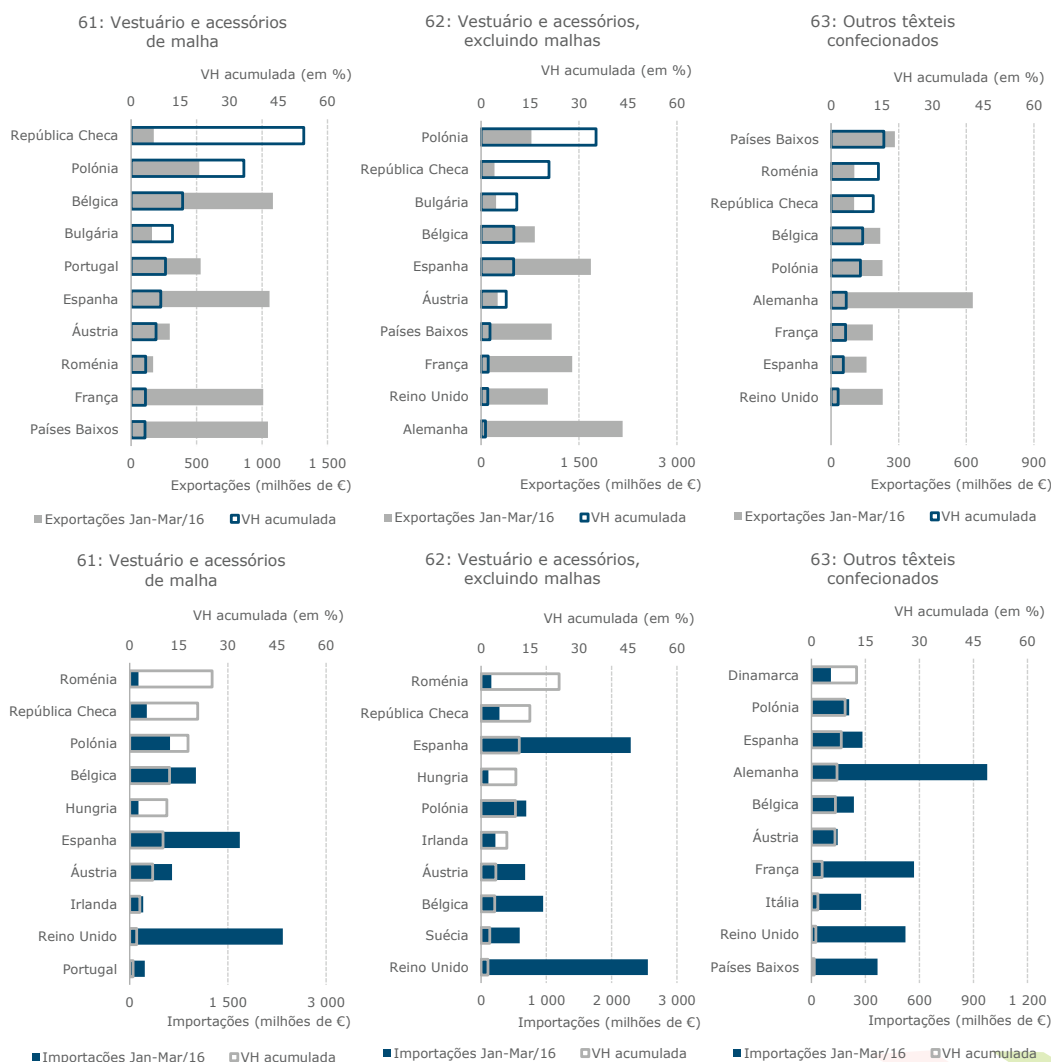 61: Vestuário e acessórios
de malha
VH acumulada (em %)
0 15 30 45 60
República Checa
Polónia
Bélgica
Bulgária
Portugal
Espanha
Áustria
Roménia
França
Países Baixos
0 500 1 000 1 500
Exportações (milhões de €)
Exportações Jan-Mar/16 VH acumulada
62: Vestuário e acessórios,
excluindo malhas
VH acumulada (em %)
0 15 30 45 60
Polónia
República Checa
Bulgária
Bélgica
Espanha
Áustria
Países Baixos
França
Reino Unido
Alemanha
0 1 500 3 000
Exportações (milhões de €)
Exportações Jan-Mar/16 VH acumulada
63: Outros têxteis
confecionados
VH acumulada (em %)
0 15 30 45 60
Países Baixos
Roménia
República Checa
Bélgica
Polónia
Alemanha
França
Espanha
Reino Unido
0 300 600 900
Exportações (milhões de €)
Exportações Jan-Mar/16 VH acumulada
61: Vestuário e acessórios
de malha
VH acumulada (em %)
0 15 30 45 60
Roménia
República Checa
Polónia
Bélgica
Hungria
Espanha
Áustria
Irlanda
Reino Unido
Portugal
0 1 500 3 000
Importações (milhões de €)
Importações Jan-Mar/16 VH acumulada
62: Vestuário e acessórios,
excluindo malhas
VH acumulada (em %)
0 15 30 45 60
Roménia
República Checa
Espanha
Hungria
Polónia
Irlanda
Áustria
Bélgica
Suécia
Reino Unido
0 1 000 2 000 3 000
Importações (milhões de €)
Importações Jan-Mar/16 VH acumulada
63: Outros têxteis
confecionados
VH acumulada (em %)
0 15 30 45 60
Dinamarca
Polónia
Espanha
Alemanha
Bélgica
Áustria
França
Itália
Reino Unido
Países Baixos
0 300 600 900 1 200
Importações (milhões de €)
Importações Jan-Mar/16 VH acumulada